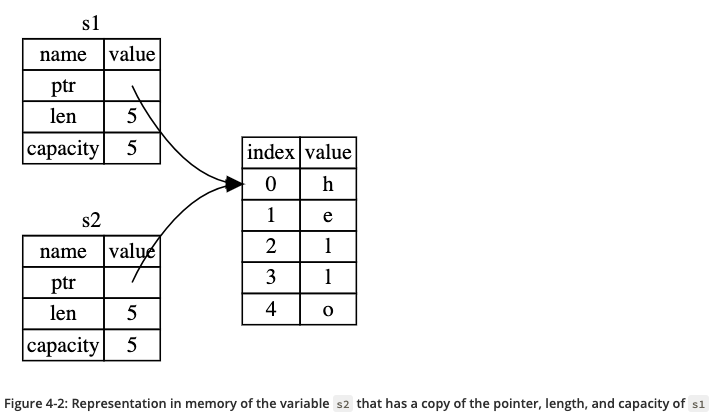 s1
name value
ptr
len 5
capacity 5
index value
0 h
1 e
2 l
3 l
4 o
s2
name value
ptr
len 5
capacity 5
Figure 4-2: Representation in memory of the variable s2 that has a copy of the pointer, length, and capacity of s1